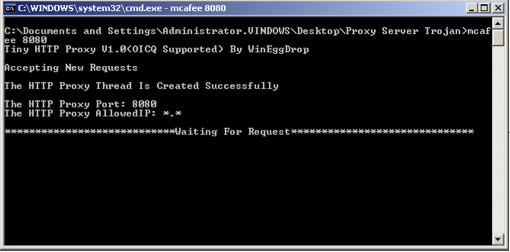 C:\WINDOWS\system32\cmd.exe - mcafee 8080
C:\Documents and Settings\Administrator.VINDOWS\Desktop\Proxy Server Trojan>mcaf
ee 8080
Tiny HTTP Proxy V1.0(OICQ Supported) By WinEggDrop
Accepting New Requests
The HTTP Proxy Thread Is Created Successfully
The HTTP Proxy Port: 8080
The HTTP Proxy AllowedIP: *.*
****************************Waiting For Request******************************